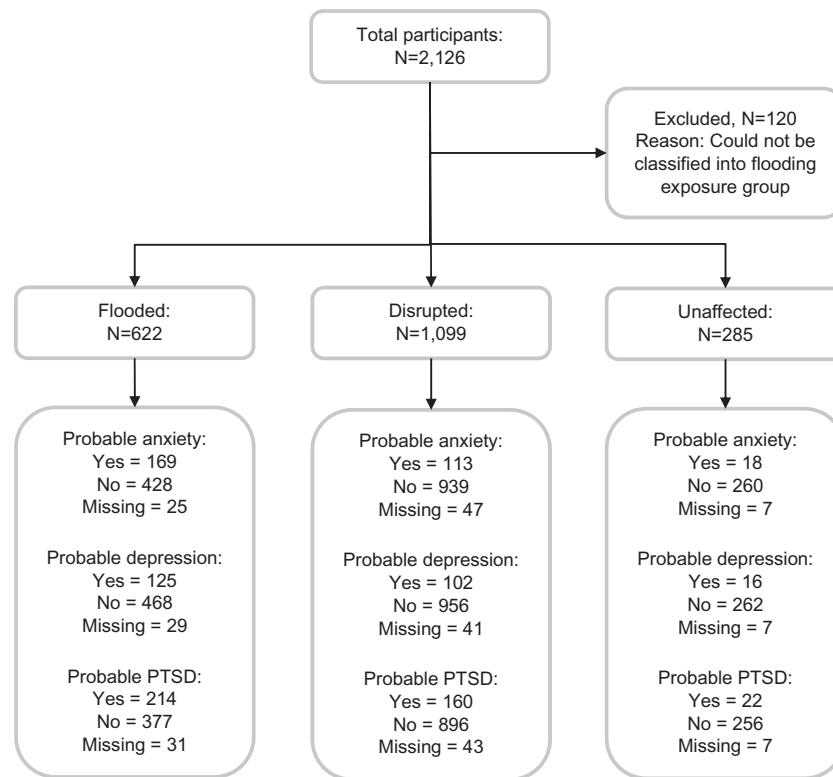 Total participants:
N=2,126
Excluded, N=120
Reason: Could not be
classified into flooding
exposure group
Flooded:
N=622
Disrupted:
N=1,099
Unaffected:
N=285
Probable anxiety:
Yes = 169
No = 428
Missing = 25
Probable depression:
Yes = 125
No = 468
Missing = 29
Probable PTSD:
Yes = 214
No = 377
Missing = 31
Probable anxiety:
Yes = 113
No = 939
Missing = 47
Probable depression:
Yes = 102
No = 956
Missing = 41
Probable PTSD:
Yes = 160
No = 896
Missing = 43
Probable anxiety:
Yes = 18
No = 260
Missing = 7
Probable depression:
Yes = 16
No = 262
Missing = 7
Probable PTSD:
Yes = 22
No = 256
Missing = 7